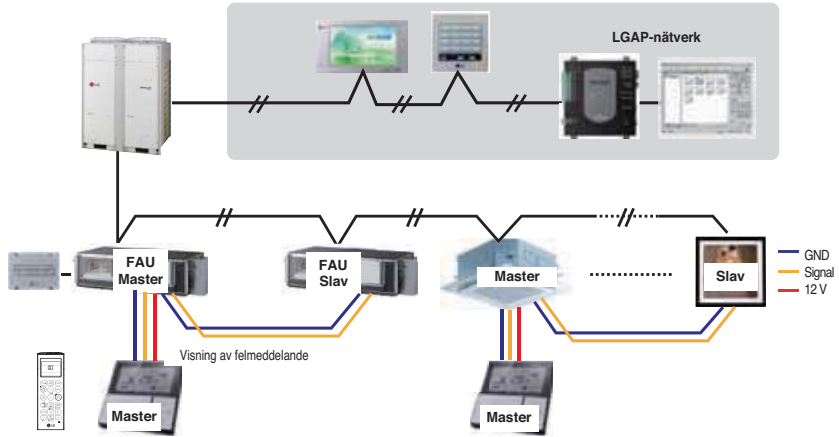 LGAP-nätverk
FAU
Master
FAU
Slav
Master
Slav
GND
Signal
12 V
Visning av felmeddelande
Master
Master